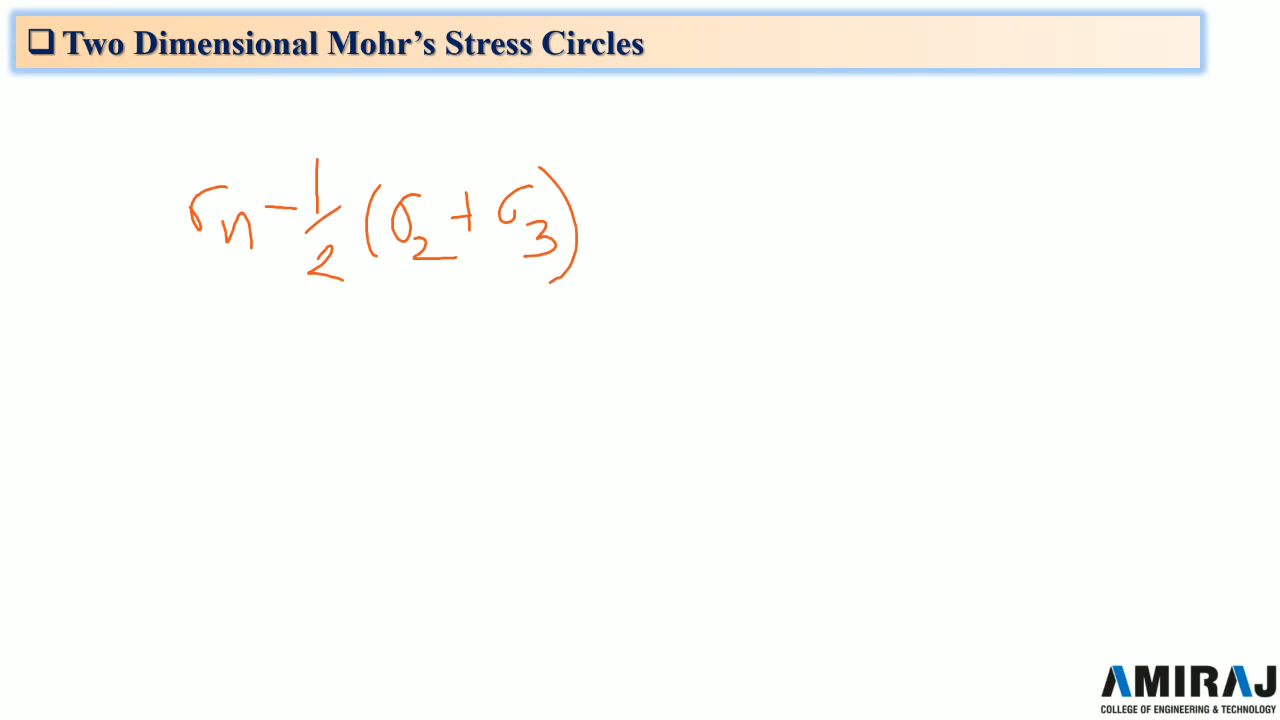 ❑ Two Dimensional Mohr’s Stress Circles
σn - 1/2 (σ2 + σ3)
AMIRAJ
COLLEGE OF ENGINEERING & TECHNOLOGY